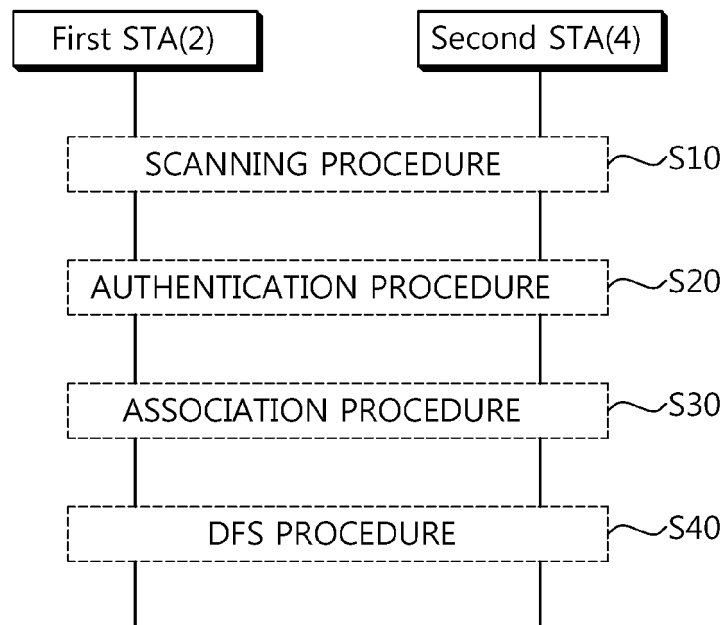 First STA(2)
Second STA(4)
SCANNING PROCEDURE
S10
AUTHENTICATION PROCEDURE
S20
ASSOCIATION PROCEDURE
S30
DFS PROCEDURE
S40